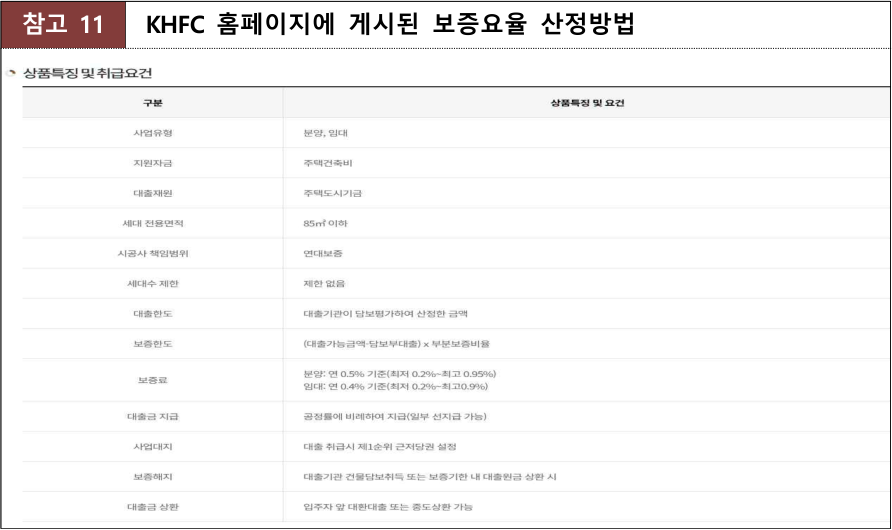 참고 11
KHFC 홈페이지에 게시된 보증요율 산정방법
상품특징 및 취급요건
구분
상품특징 및 요건
사업유형
분양, 임대
지원자금
주택건축비
대출재원
주택도시기금
세대 전용면적
85㎡ 이하
시공사 책임범위
연대보증
세대수 제한
제한 없음
대출한도
대출기관이 담보평가하여 산정한 금액
보증한도
(대출가능금액-담보부대출) x 부분보증비율
보증료
분양: 연 0.5% 기준(최저 0.2%~최고 0.95%)
임대: 연 0.4% 기준(최저 0.2%~최고0.9%)
대출금 지급
공정률에 비례하여 지급(일부 선지급 가능)
사업대지
대출 취급시 제1순위 근저당권 설정
보증해지
대출기관 건물담보취득 또는 보증기한 내 대출원금 상환 시
대출금 상환
입주자 앞 대환대출 또는 중도상환 가능